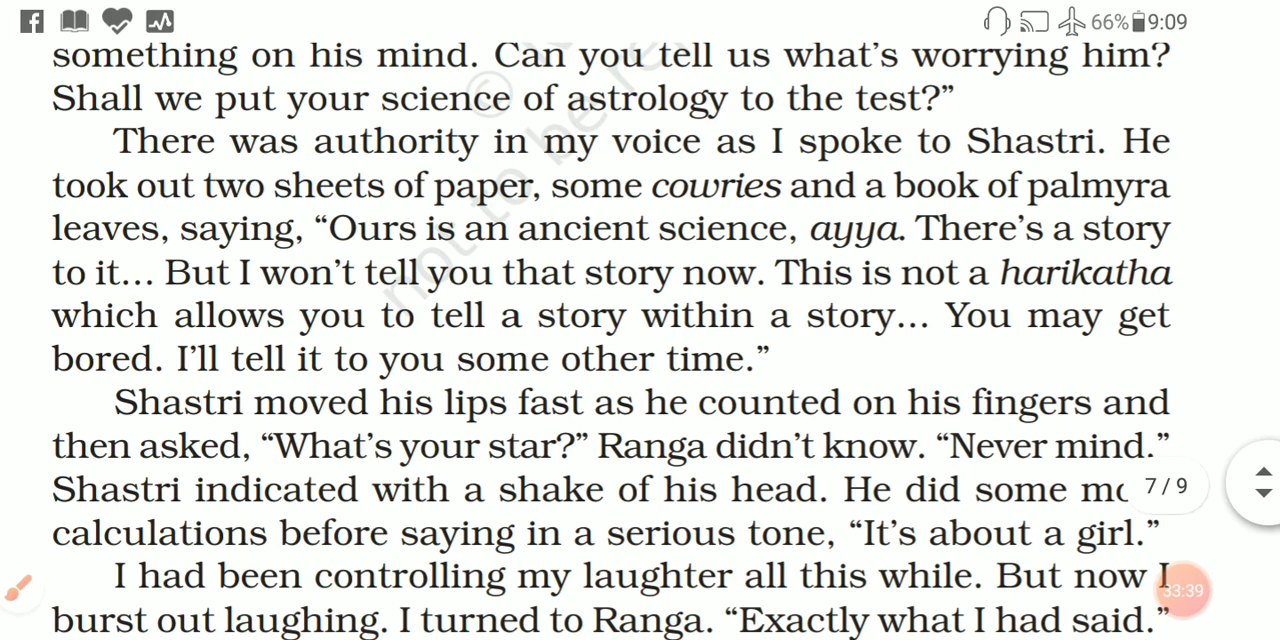 66% 9:09
something on his mind. Can you tell us what's worrying him?
Shall we put your science of astrology to the test?”
There was authority in my voice as I spoke to Shastri. He
took out two sheets of paper, some cowries and a book of palmyra
leaves, saying, “Ours is an ancient science, ayya. There's a story
to it... But I won't tell you that story now. This is not a harikatha
which allows you to tell a story within a story... You may get
bored. I'll tell it to you some other time.”
Shastri moved his lips fast as he counted on his fingers and
then asked, “What's your star?” Ranga didn't know. “Never mind.”
Shastri indicated with a shake of his head. He did some
7 / 9
calculations before saying in a serious tone, “It's about a girl.”
I had been controlling my laughter all this while. But now I
33:39
burst out laughing. I turned to Ranga. “Exactly what I had said.”
© not to be re